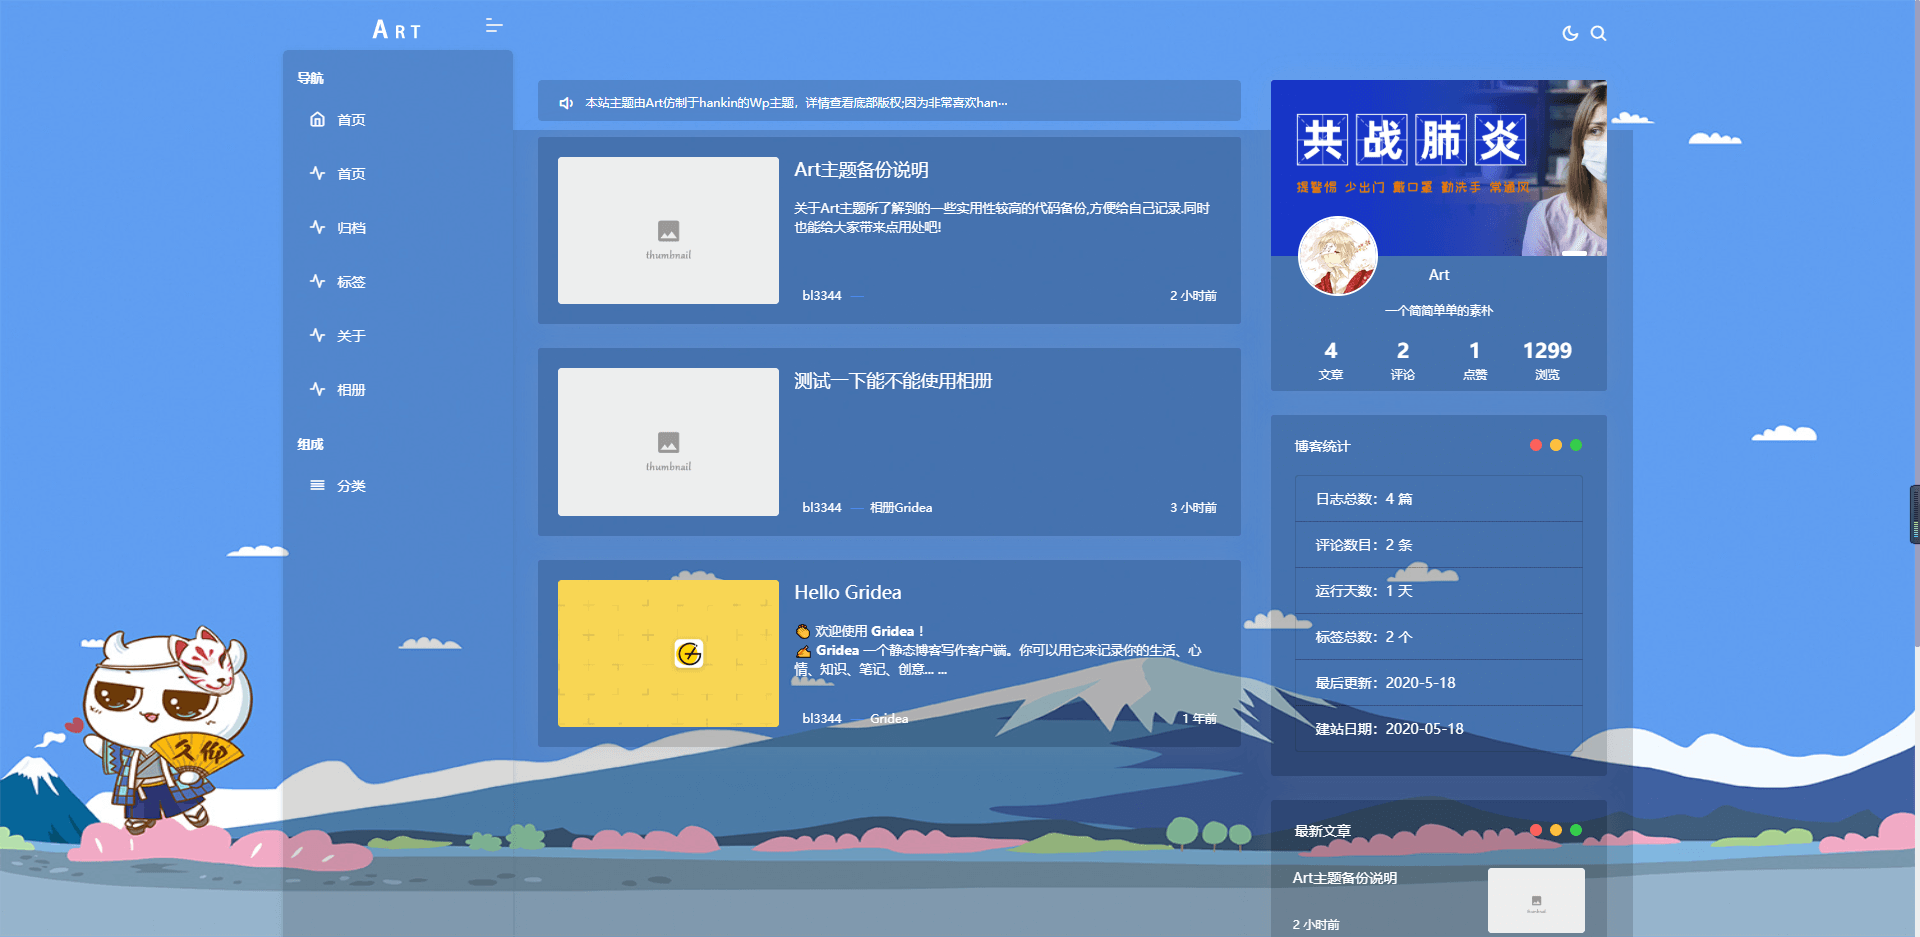 ART
导航
首页
首页
归档
标签
关于
相册
组成
分类
本站主题由Art仿制于hankin的Wp主题，详情查看底部版权;因为非常喜欢han···
thumbnail
Art主题备份说明
关于Art主题所了解到的一些实用性较高的代码备份,方便给自己记录.同时
也能给大家带来点用处吧!
bl3344 — 2 小时前
thumbnail
测试一下能不能使用相册
bl3344 — 相册Gridea 3 小时前
Hello Gridea
👏 欢迎使用 Gridea ！
✍️ Gridea 一个静态博客写作客户端。你可以用它来记录你的生活、心
情、知识、笔记、创意... ...
bl3344 — Gridea 1 年前
共战肺炎
提警惕 少出门 戴口罩 勤洗手 常通风
Art
一个简简单单的素朴
4 2 1 1299
文章 评论 点赞 浏览
博客统计
日志总数：4 篇
评论数目：2 条
运行天数：1 天
标签总数：2 个
最后更新：2020-5-18
建站日期：2020-05-18
最新文章
Art主题备份说明
2 小时前
thumbnail
久仰